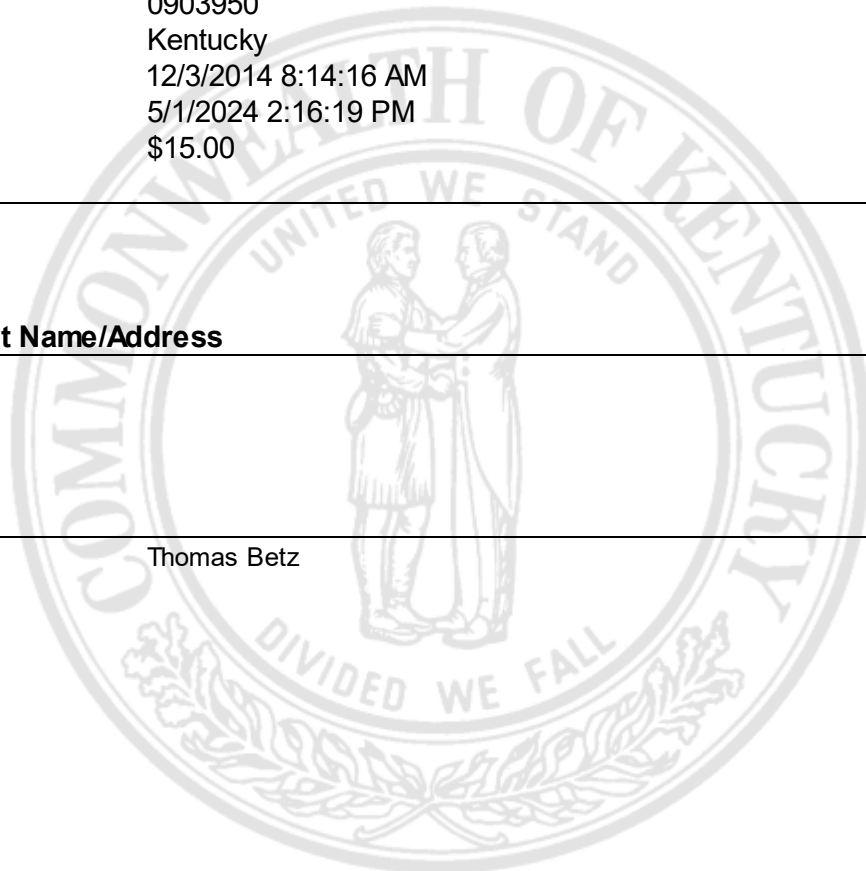 0903950
Kentucky
12/3/2014 8:14:16 AM
5/1/2024 2:16:19 PM
$15.00
COMMONWEALTH OF KENTUCKY
UNITED WE STAND
t Name/Address
Thomas Betz
DIVIDED WE FALL